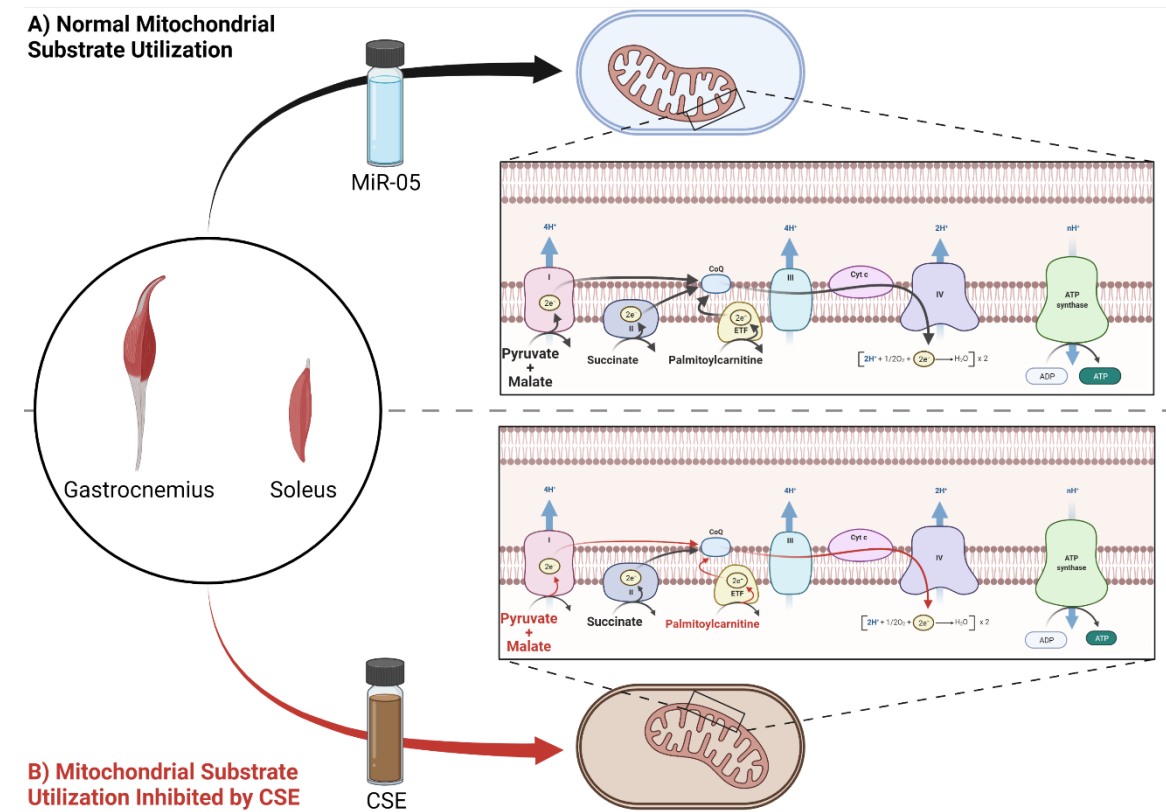 A) Normal Mitochondrial
Substrate Utilization
MiR-05
4H⁺
4H⁺
2H⁺
nH⁺
I
CoQ
III
Cyt c
IV
ATP
synthase
2e⁻
2e⁻
II
2e⁻
ETF
Pyruvate
+
Malate
Succinate
Palmitoylcarnitine
[2H⁺ + 1/2O₂ + 2e⁻ → H₂O] x 2
ADP
ATP
Gastrocnemius
Soleus
4H⁺
4H⁺
2H⁺
nH⁺
I
CoQ
III
Cyt c
IV
ATP
synthase
2e⁻
2e⁻
II
2e⁻
ETF
Pyruvate
+
Malate
Succinate
Palmitoylcarnitine
[2H⁺ + 1/2O₂ + 2e⁻ → H₂O] x 2
ADP
ATP
B) Mitochondrial Substrate
Utilization Inhibited by CSE
CSE